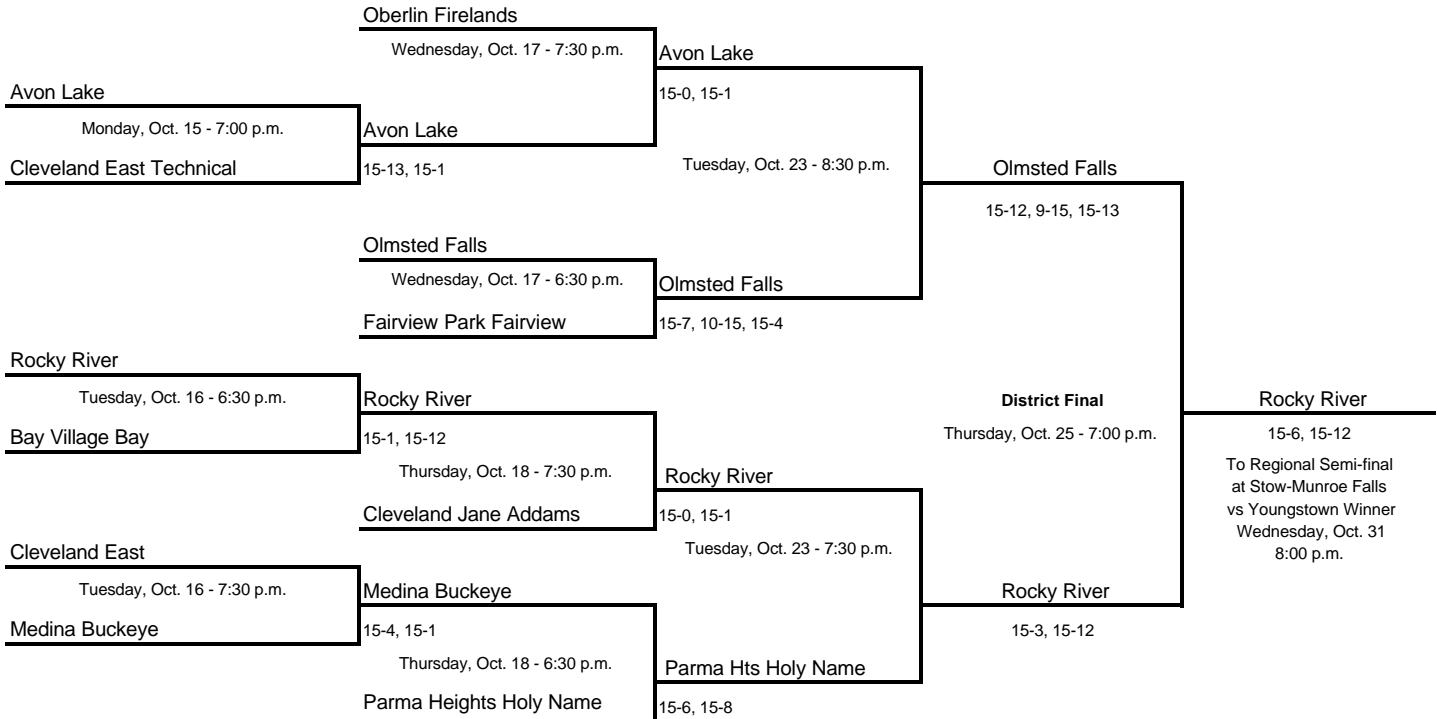 Oberlin Firelands
Wednesday, Oct. 17 - 7:30 p.m.
Avon Lake
Avon Lake
15-0, 15-1
Monday, Oct. 15 - 7:00 p.m.
Avon Lake
Cleveland East Technical
15-13, 15-1
Tuesday, Oct. 23 - 8:30 p.m.
Olmsted Falls
15-12, 9-15, 15-13
Olmsted Falls
Wednesday, Oct. 17 - 6:30 p.m.
Olmsted Falls
Fairview Park Fairview
15-7, 10-15, 15-4
Rocky River
Tuesday, Oct. 16 - 6:30 p.m.
Rocky River
District Final
Rocky River
Bay Village Bay
15-1, 15-12
Thursday, Oct. 25 - 7:00 p.m.
15-6, 15-12
Thursday, Oct. 18 - 7:30 p.m.
Rocky River
To Regional Semi-final
at Stow-Munroe Falls
vs Youngstown Winner
Wednesday, Oct. 31
8:00 p.m.
Cleveland Jane Addams
15-0, 15-1
Cleveland East
Tuesday, Oct. 23 - 7:30 p.m.
Tuesday, Oct. 16 - 7:30 p.m.
Medina Buckeye
Rocky River
Medina Buckeye
15-4, 15-1
15-3, 15-12
Thursday, Oct. 18 - 6:30 p.m.
Parma Hts Holy Name
Parma Heights Holy Name
15-6, 15-8